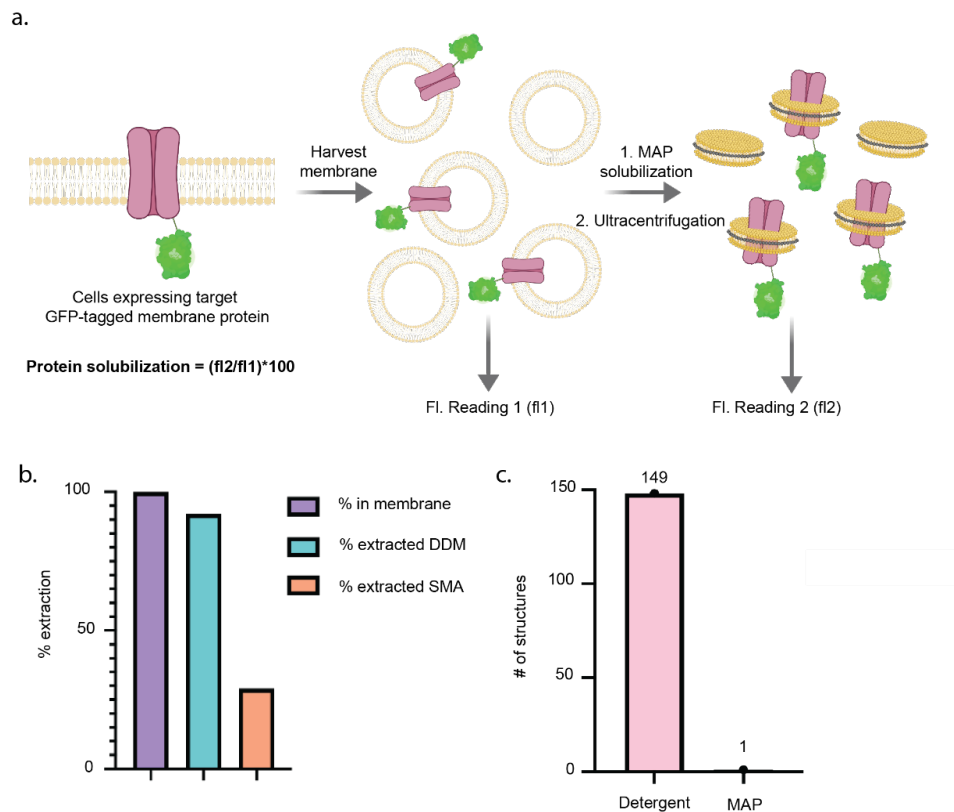 a.
Harvest
membrane
1. MAP
solubilization
2. Ultracentrifugation
Cells expressing target
GFP-tagged membrane protein
Protein solubilization = (fl2/fl1)*100
Fl. Reading 1 (fl1)
Fl. Reading 2 (fl2)
b.
% extraction
100
50
0
% in membrane
% extracted DDM
% extracted SMA
c.
# of structures
150
100
50
0
149
1
Detergent
MAP